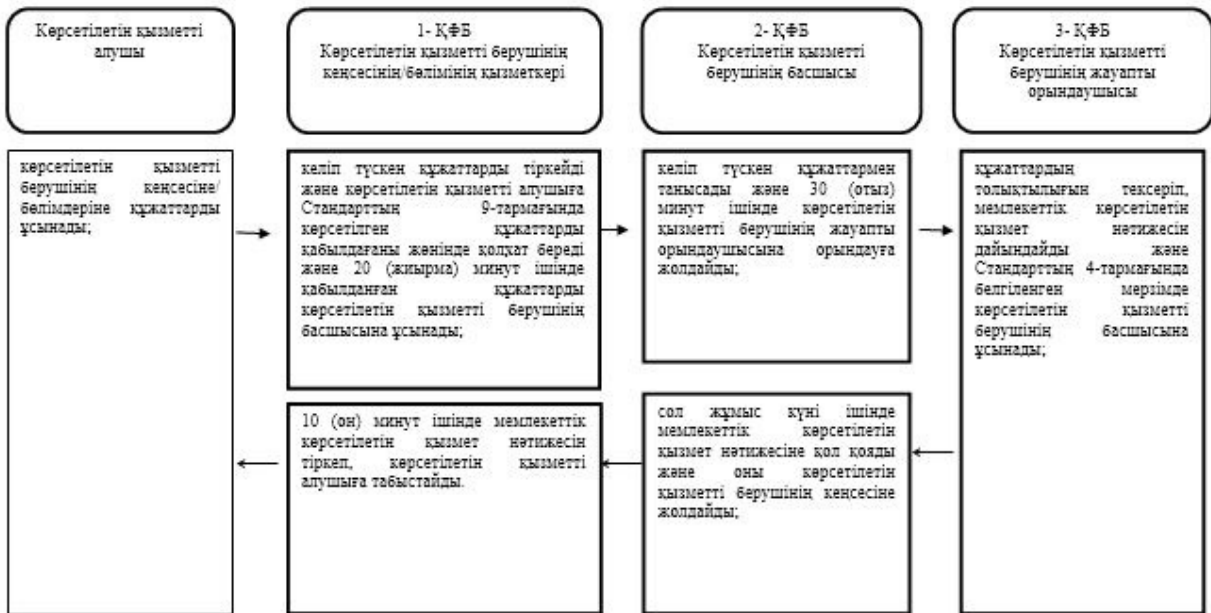 Көрсетілетін қызметті
алушы
1- ҚФБ
Көрсетілетін қызметті берушінің
кеңсесінің/бөлімінің қызметкері
2- ҚФБ
Көрсетілетін қызметті
берушінің басшысы
3- ҚФБ
Көрсетілетін қызметті
берушінің жауапты
орындаушысы
көрсетілетін қызметті
берушінің кеңсесіне/
бөлімдеріне құжаттарды
ұсынады;
келіп түскен құжаттарды тіркейді
және көрсетілетін қызметті алушыға
Стандарттың 9-тармағында
көрсетілген құжаттарды
қабылдағаны жөнінде қолхат береді
және 20 (жиырма) минут ішінде
қабылданған құжаттарды
көрсетілетін қызметті берушінің
басшысына ұсынады;
келіп түскен құжаттармен
танысады және 30 (отыз)
минут ішінде көрсетілетін
қызметті берушінің жауапты
орындаушысына орындауға
жолдайды;
құжаттардың
толықтылығын тексеріп,
мемлекеттік көрсетілетін
қызмет нәтижесін
дайындайды және
Стандарттың 4-тармағында
белгіленген мерзімде
көрсетілетін қызметті
берушінің басшысына
ұсынады;
10 (он) минут ішінде мемлекеттік
көрсетілетін қызмет нәтижесін
тіркеп, көрсетілетін қызметті
алушыға табыстайды.
сол жұмыс күні ішінде
мемлекеттік көрсетілетін
қызмет нәтижесіне қол қояды
және оны көрсетілетін
қызметті берушінің кеңсесіне
жолдайды;